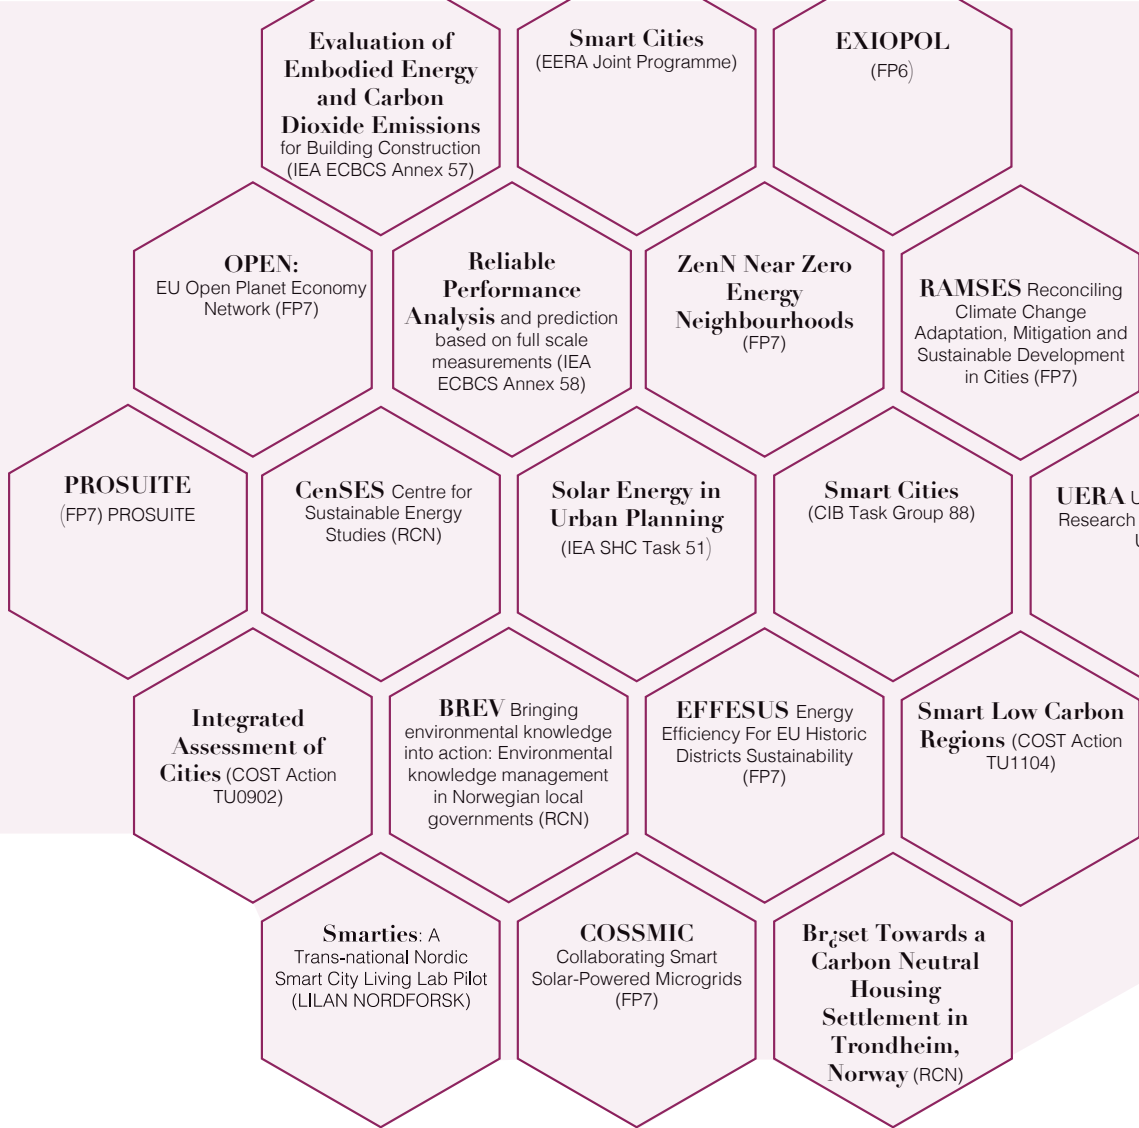 Evaluation of
Embodied Energy
and Carbon
Dioxide Emissions
for Building Construction
(IEA ECBCS Annex 57)
Smart Cities
(EERA Joint Programme)
EXIOPOL
(FP6)
OPEN:
EU Open Planet Economy
Network (FP7)
Reliable
Performance
Analysis and prediction
based on full scale
measurements (IEA
ECBCS Annex 58)
ZenN Near Zero
Energy
Neighbourhoods
(FP7)
RAMSES Reconciling
Climate Change
Adaptation, Mitigation and
Sustainable Development
in Cities (FP7)
PROSUITE
(FP7) PROSUITE
CenSES Centre for
Sustainable Energy
Studies (RCN)
Solar Energy in
Urban Planning
(IEA SHC Task 51)
Smart Cities
(CIB Task Group 88)
UERA
Research
Integrated
Assessment of
Cities (COST Action
TU0902)
BREV Bringing
environmental knowledge
into action: Environmental
knowledge management
in Norwegian local
governments (RCN)
EFFESUS Energy
Efficiency For EU Historic
Districts Sustainability
(FP7)
Smart Low Carbon
Regions (COST Action
TU1104)
Smarties: A
Trans-national Nordic
Smart City Living Lab Pilot
(LILAN NORDFORSK)
COSSMIC
Collaborating Smart
Solar-Powered Microgrids
(FP7)
Br¿set Towards a
Carbon Neutral
Housing
Settlement in
Trondheim,
Norway (RCN)